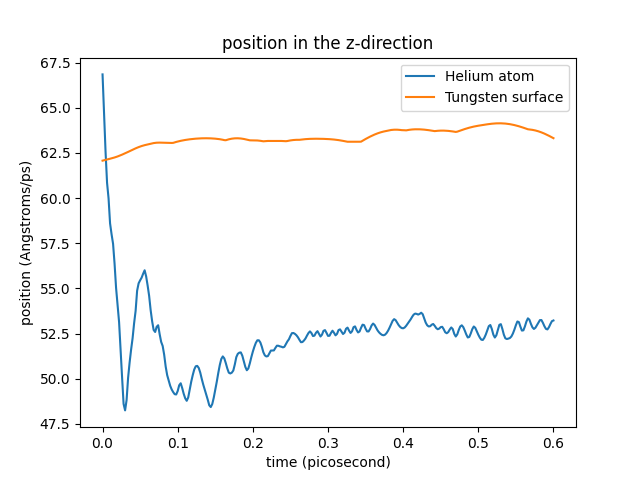 position in the z-direction
Helium atom
Tungsten surface
67.5
65.0
62.5
60.0
57.5
55.0
52.5
50.0
47.5
position (Angstroms/ps)
0.0 0.1 0.2 0.3 0.4 0.5 0.6
time (picosecond)